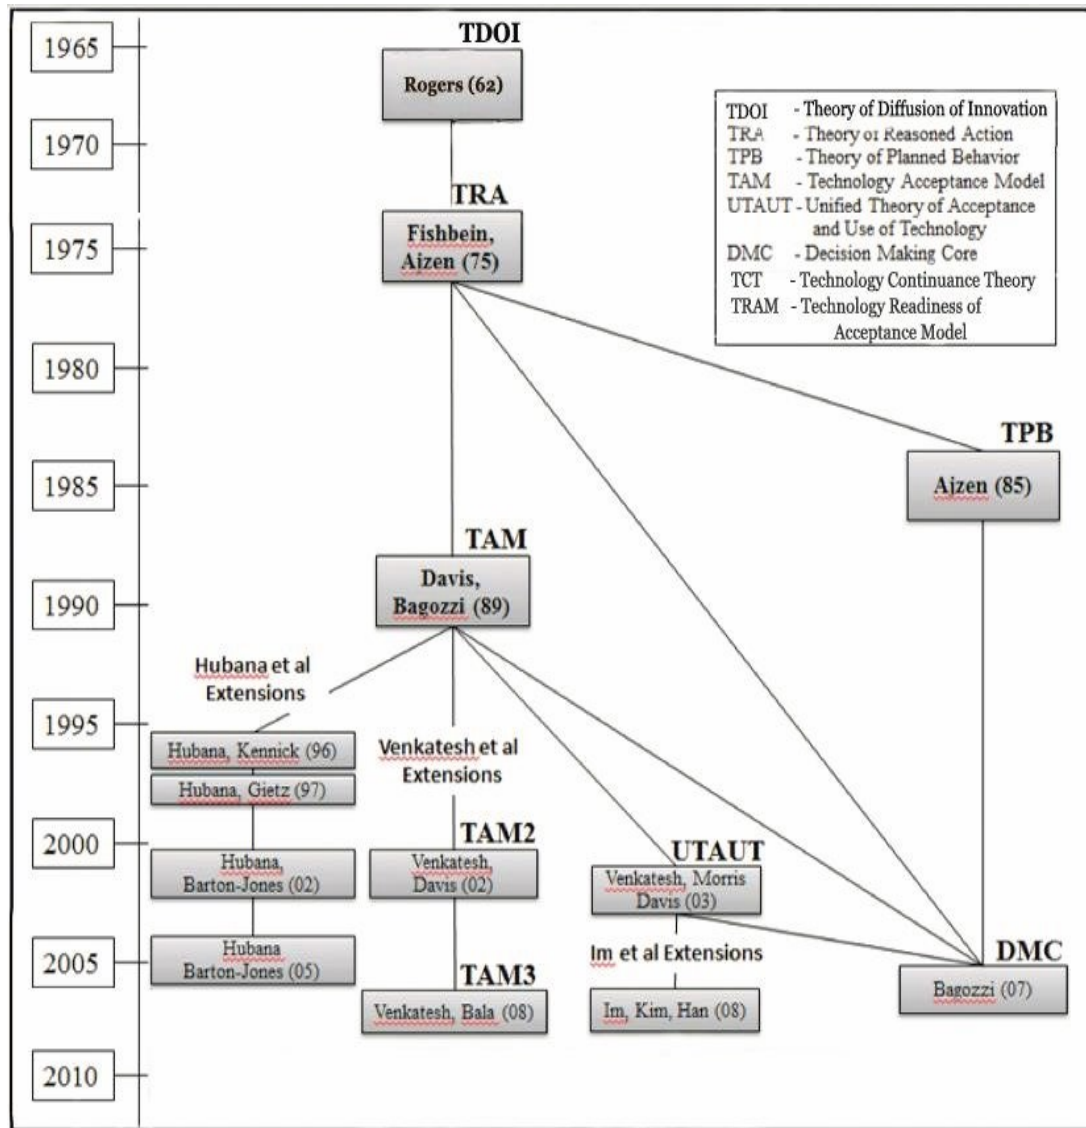 1965
1970
1975
1980
1985
1990
1995
2000
2005
2010
TDOI
Rogers (62)
TDOI - Theory of Diffusion of Innovation
TRA - Theory of Reasoned Action
TPB - Theory of Planned Behavior
TAM - Technology Acceptance Model
UTAUT - Unified Theory of Acceptance
and Use of Technology
DMC - Decision Making Core
TCT - Technology Continuance Theory
TRAM - Technology Readiness of
Acceptance Model
TRA
Fishbein,
Ajzen (75)
TPB
Ajzen (85)
TAM
Davis,
Bagozzi (89)
Hubana et al
Extensions
Hubana, Kennick (96)
Hubana, Gietz (97)
Hubana,
Barton-Jones (02)
Hubana
Barton-Jones (05)
Venkatesh et al
Extensions
TAM2
Venkatesh,
Davis (02)
TAM3
Venkatesh, Bala (08)
UTAUT
Venkatesh, Morris
Davis (03)
Im et al Extensions
Im, Kim, Han (08)
DMC
Bagozzi (07)